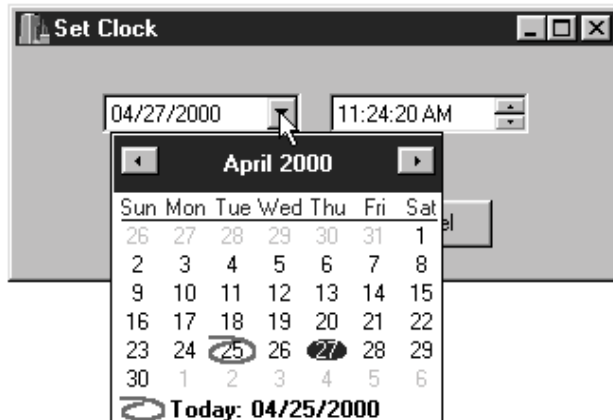 Set Clock
04/27/2000 11:24:20 AM
April 2000
Sun Mon Tue Wed Thu Fri Sat
26 27 28 29 30 31 1
2 3 4 5 6 7 8
9 10 11 12 13 14 15
16 17 18 19 20 21 22
23 24 25 26 27 28 29
30 1 2 3 4 5 6
Today: 04/25/2000